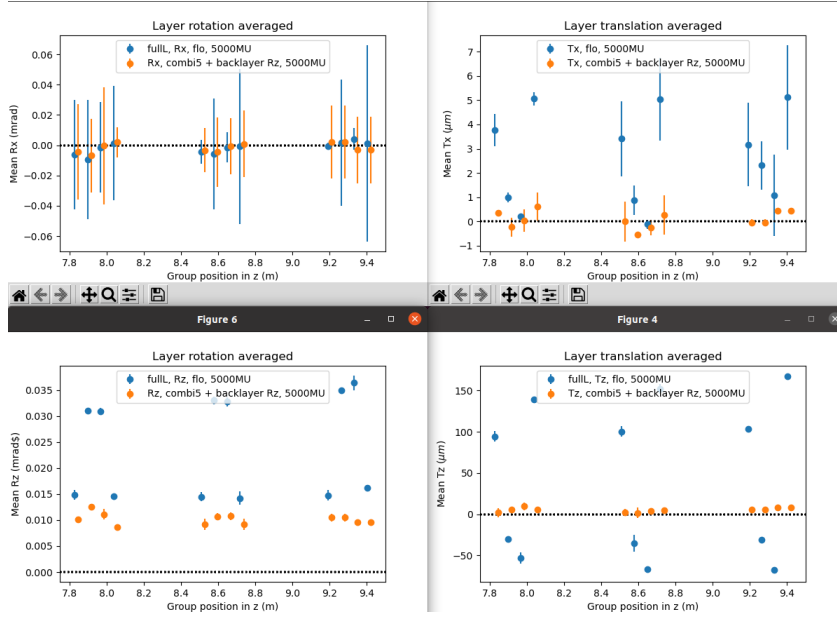 Layer rotation averaged
fullL, Rx, flo, 5000MU
Rx, combi5 + backlayer Rz, 5000MU
Mean Rx (mrad)
0.06
0.04
0.02
0.00
−0.02
−0.04
−0.06
7.8 8.0 8.2 8.4 8.6 8.8 9.0 9.2 9.4
Group position in z (m)
Layer translation averaged
Tx, flo, 5000MU
Tx, combi5 + backlayer Rz, 5000MU
Mean Tx (μm)
7
6
5
4
3
2
1
0
−1
7.8 8.0 8.2 8.4 8.6 8.8 9.0 9.2 9.4
Group position in z (m)
Figure 6
Layer rotation averaged
fullL, Rz, flo, 5000MU
Rz, combi5 + backlayer Rz, 5000MU
Mean Rz (mrad$)
0.035
0.030
0.025
0.020
0.015
0.010
0.005
0.000
7.8 8.0 8.2 8.4 8.6 8.8 9.0 9.2 9.4
Group position in z (m)
Figure 4
Layer translation averaged
fullL, Tz, flo, 5000MU
Tz, combi5 + backlayer Rz, 5000MU
Mean Tz (μm)
150
100
50
0
−50
7.8 8.0 8.2 8.4 8.6 8.8 9.0 9.2 9.4
Group position in z (m)